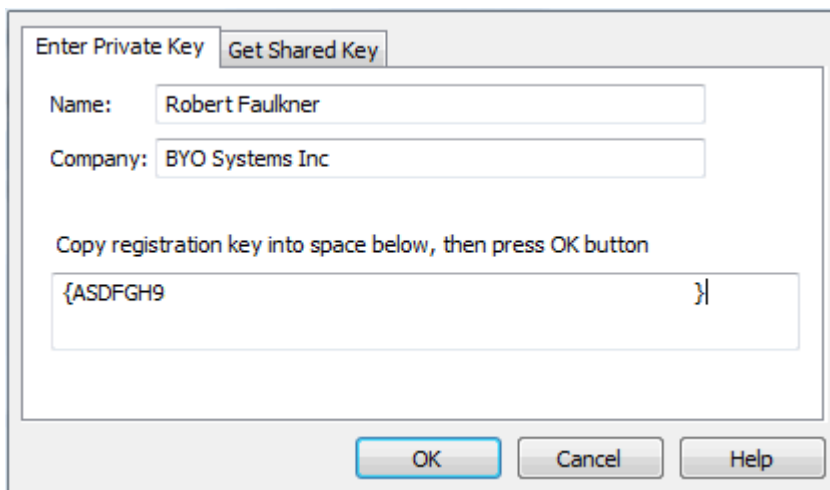 Enter Private Key Get Shared Key
Name: Robert Faulkner
Company: BYO Systems Inc
Copy registration key into space below, then press OK button
{ASDFGH9 }
OK Cancel Help